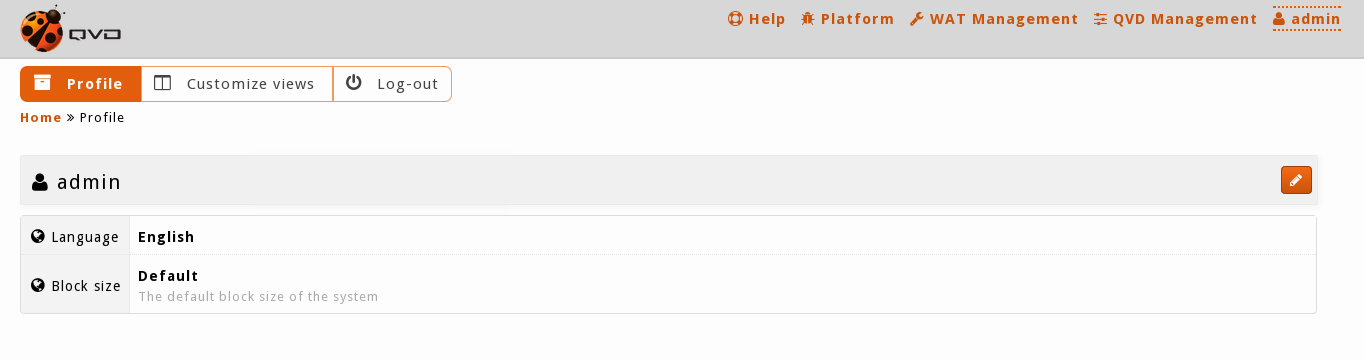 QVD
Help Platform WAT Management QVD Management admin
Profile Customize views Log-out
Home » Profile
admin
Language English
Block size Default
The default block size of the system